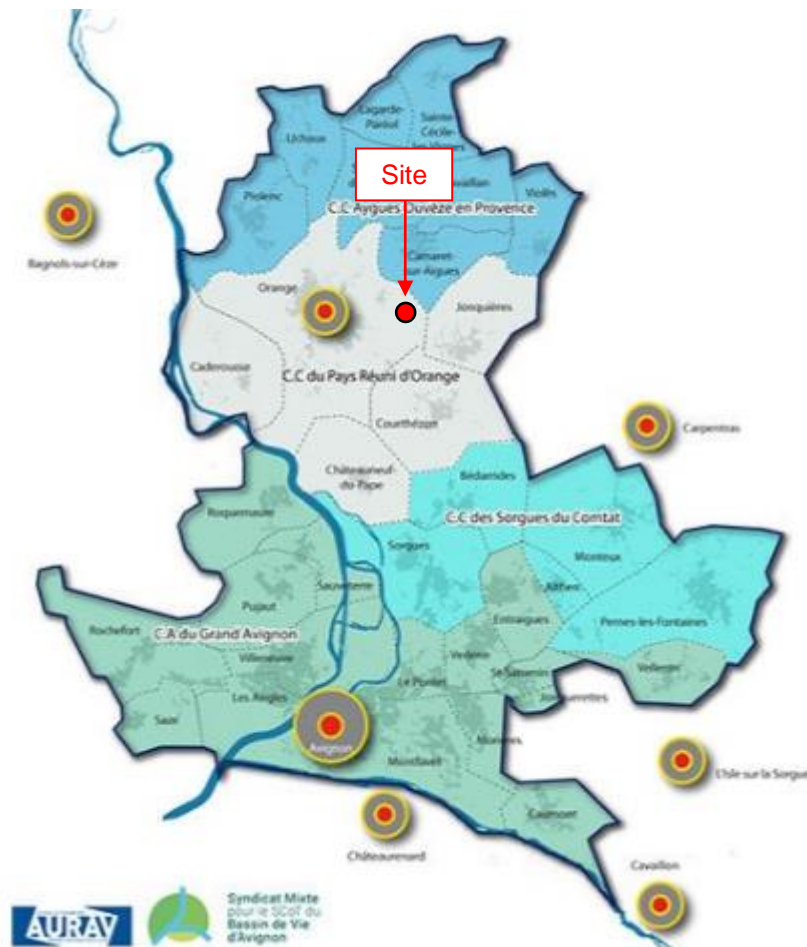 Lagarde-
Paréol
Sainte-
Cécile-
les-Vignes
Uchaux
Site
Violès
Piolenc
C.C Aygues Ouvèze en Provence
Bagnols-sur-Cèze
Camaret-
sur-Aigues
Orange
Jonquières
Caderousse
C.C du Pays Réuni d'Orange
Courthézon
Carpentras
Châteauneuf-
du-Pape
Bédarrides
Roquemaure
C.C des Sorgues du Comtat
Sorgues
Monteux
Sauveterre
Althen
Pujaut
Entraigues
Pernes-les-Fontaines
Rochefort
C.A du Grand Avignon
Villeneuve
Vedène
Velleron
Le Pontet
St-Saturnin
Les Angles
Jonquerettes
Saze
Avignon
Morières
Montfavet
L'Isle sur la Sorgue
Caumont
Châteaurenard
Cavaillon
AURAV
Syndicat Mixte
pour le SCoT du
Bassin de Vie
d'Avignon